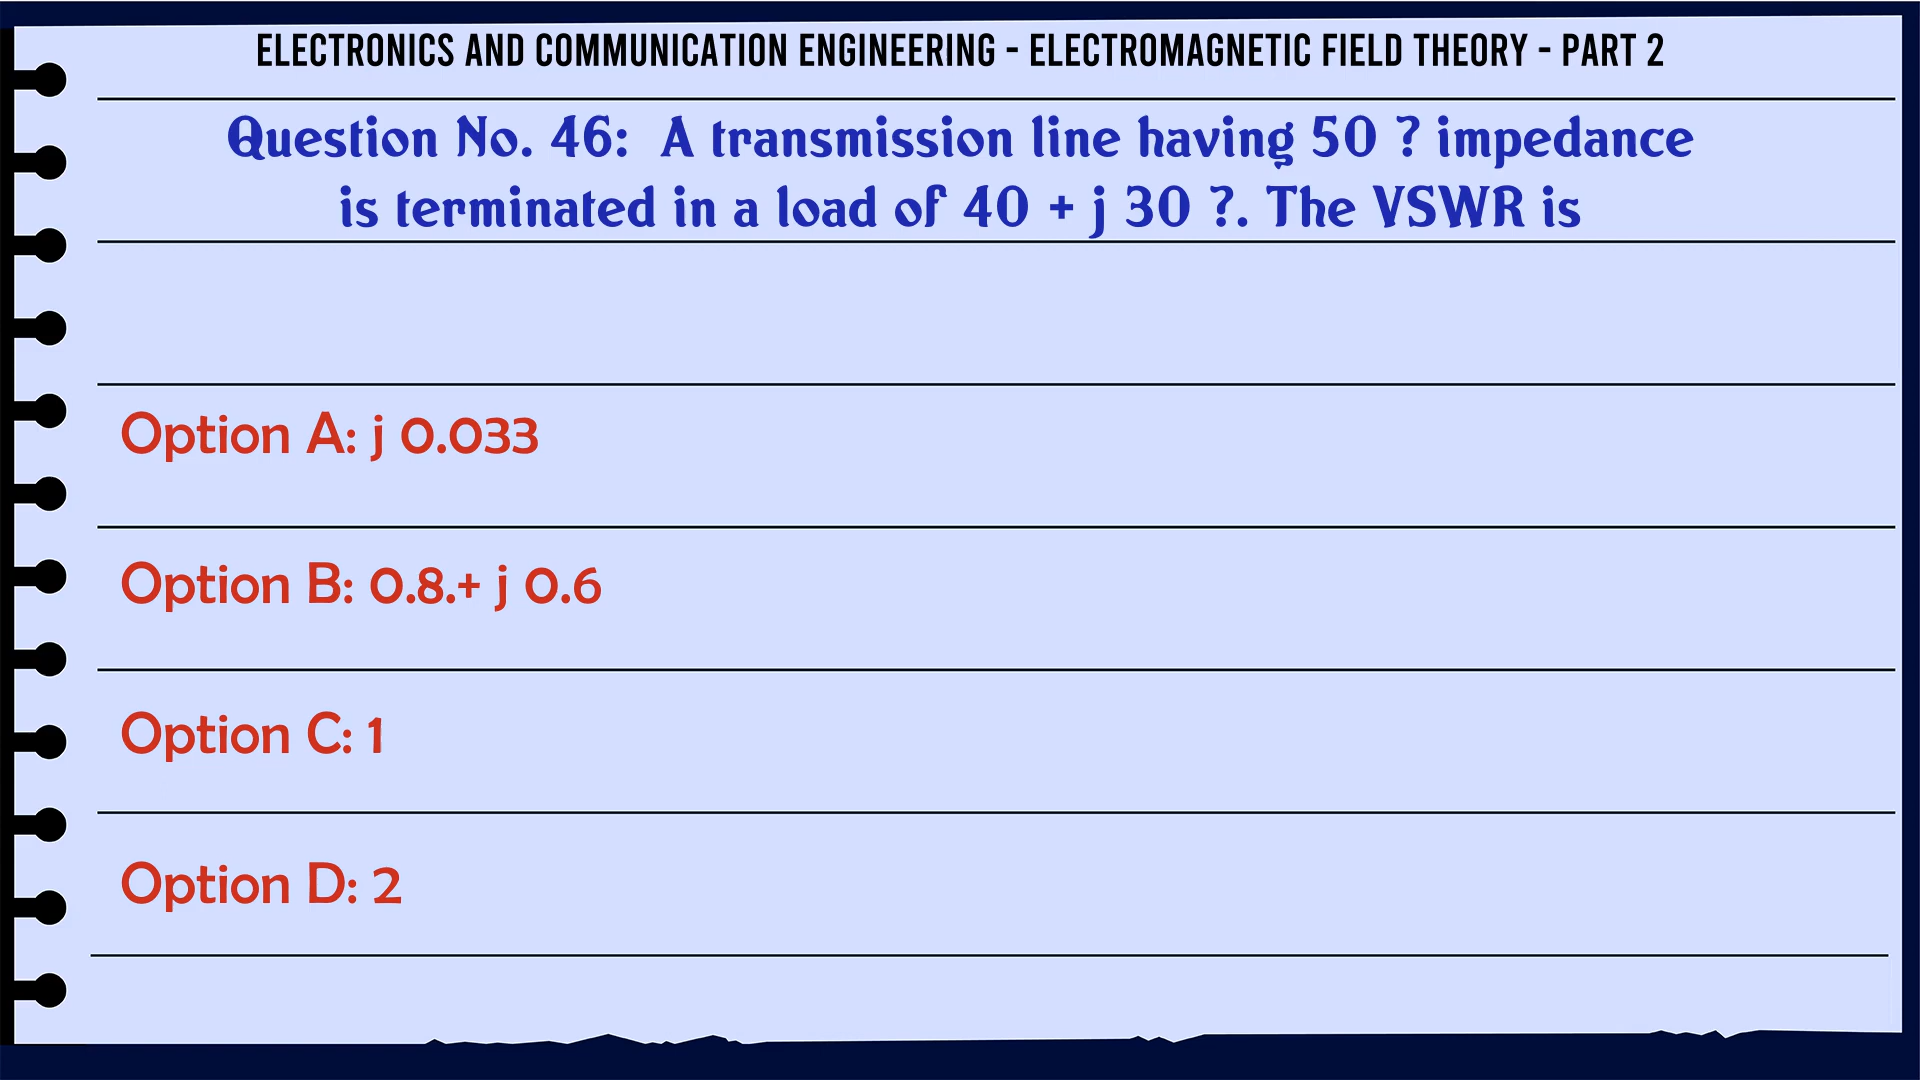 ELECTRONICS AND COMMUNICATION ENGINEERING - ELECTROMAGNETIC FIELD THEORY - PART 2
Question No. 46:  A transmission line having 50 ? impedance
is terminated in a load of 40 + j 30 ?. The VSWR is
Option A: j 0.033
Option B: 0.8.+ j 0.6
Option C: 1
Option D: 2